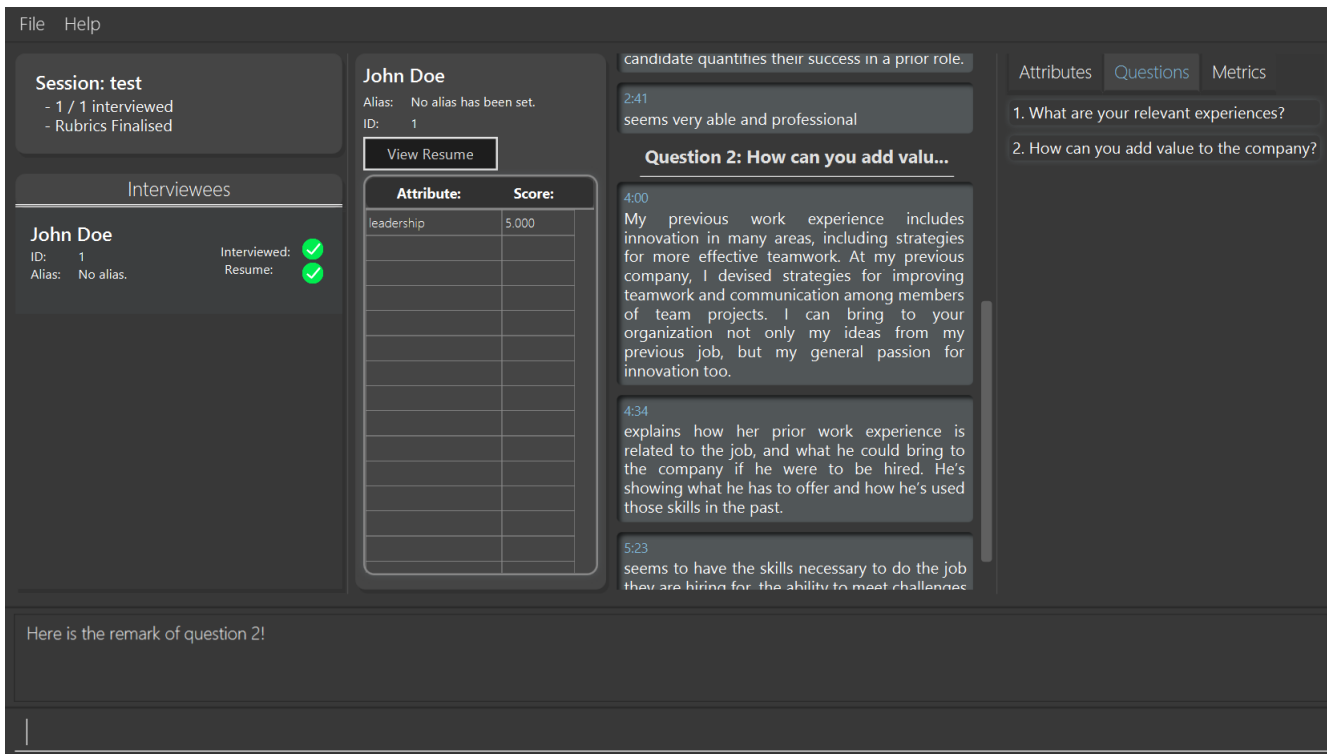 File Help
Session: test
- 1 / 1 interviewed
- Rubrics Finalised
Interviewees
John Doe
ID: 1
Alias: No alias.
Interviewed:
Resume:
John Doe
Alias: No alias has been set.
ID: 1
View Resume
Attribute: Score:
leadership 5.000
candidate quantifies their success in a prior role.
2:41
seems very able and professional
Question 2: How can you add valu...
4:00
My previous work experience includes
innovation in many areas, including strategies
for more effective teamwork. At my previous
company, I devised strategies for improving
teamwork and communication among members
of team projects. I can bring to your
organization not only my ideas from my
previous job, but my general passion for
innovation too.
4:34
explains how her prior work experience is
related to the job, and what he could bring to
the company if he were to be hired. He's
showing what he has to offer and how he's used
those skills in the past.
5:23
seems to have the skills necessary to do the job
they are hiring for, the ability to meet challenges
Attributes Questions Metrics
1. What are your relevant experiences?
2. How can you add value to the company?
Here is the remark of question 2!